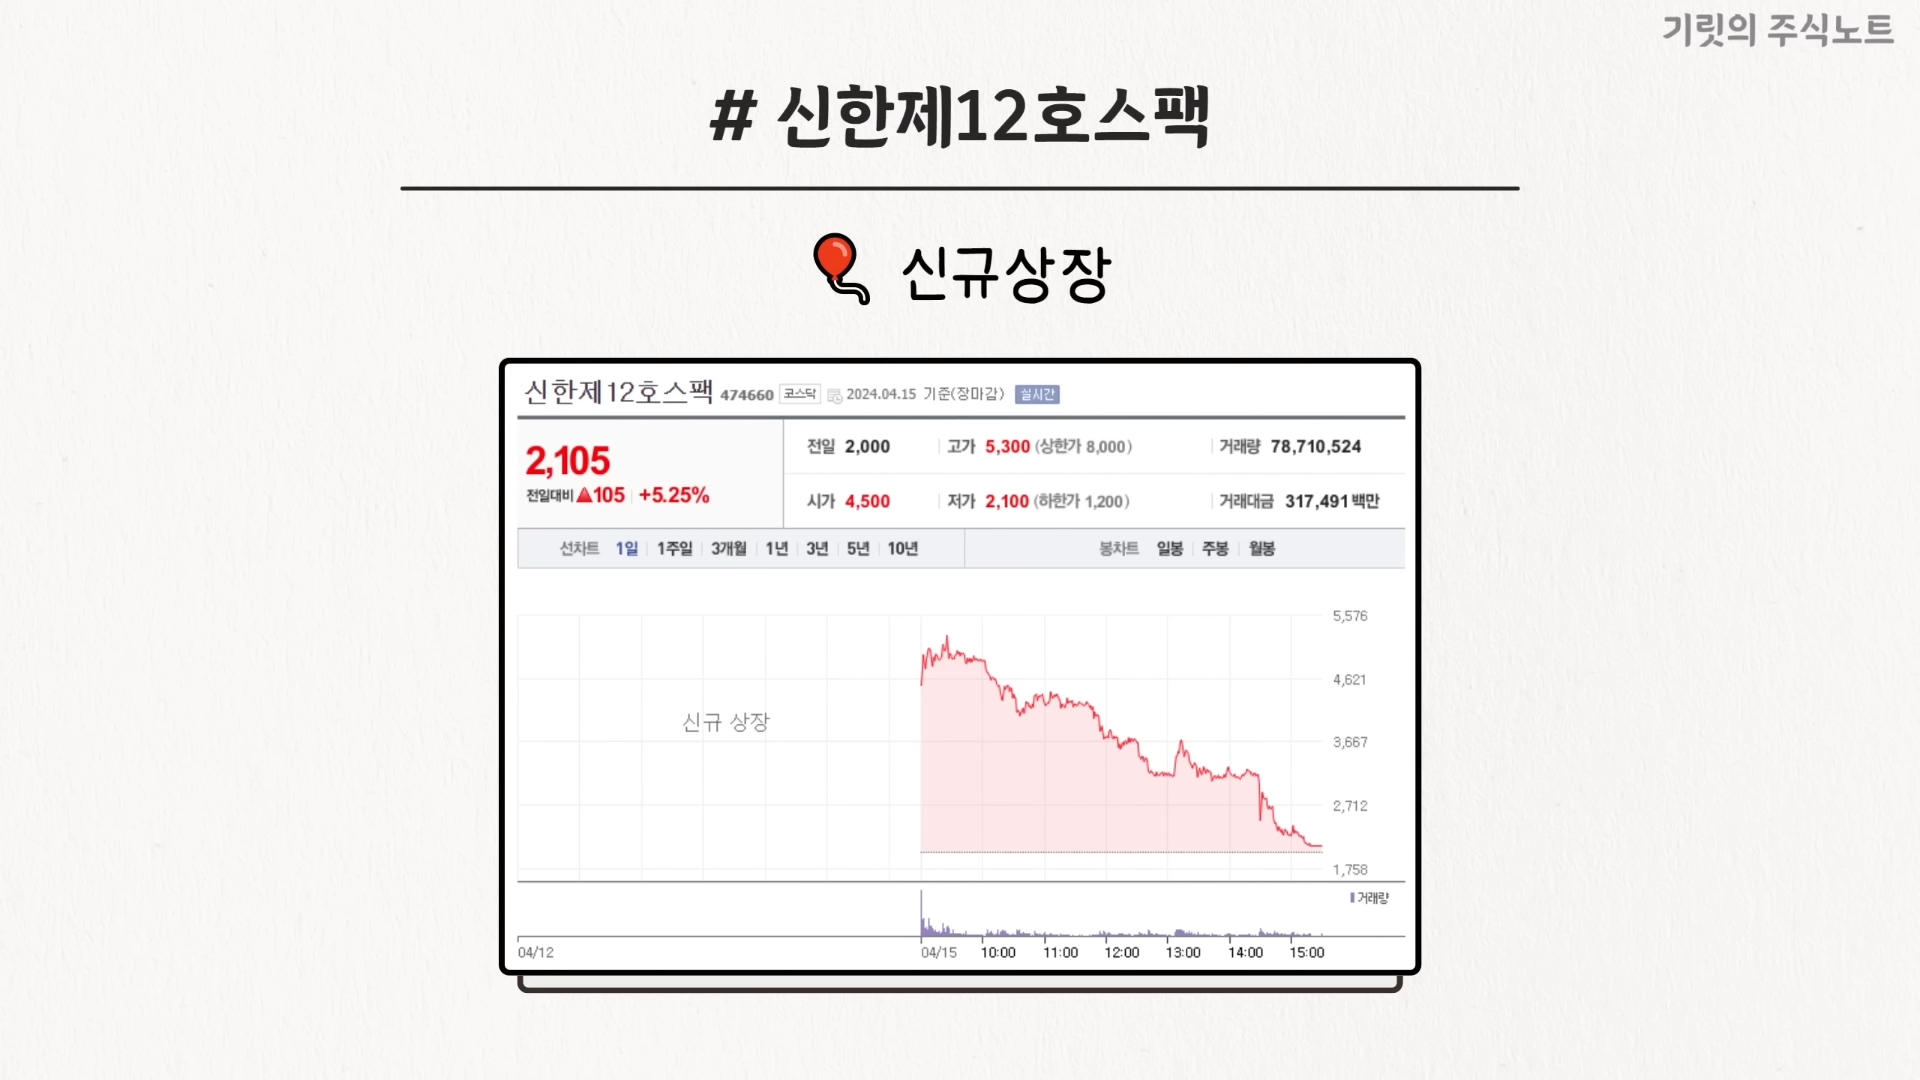 기릿의 주식노트
# 신한제12호스팩
신규상장
신한제12호스팩 474660 코스닥 2024.04.15 기준(장마감) 실시간
2,105
전일대비 ▲105 +5.25%
전일 2,000 고가 5,300 (상한가 8,000) 거래량 78,710,524
시가 4,500 저가 2,100 (하한가 1,200) 거래대금 317,491 백만
선차트 1일 1주일 3개월 1년 3년 5년 10년 봉차트 일봉 주봉 월봉
5,576
4,621
신규 상장
3,667
2,712
1,758
거래량
04/12 04/15 10:00 11:00 12:00 13:00 14:00 15:00